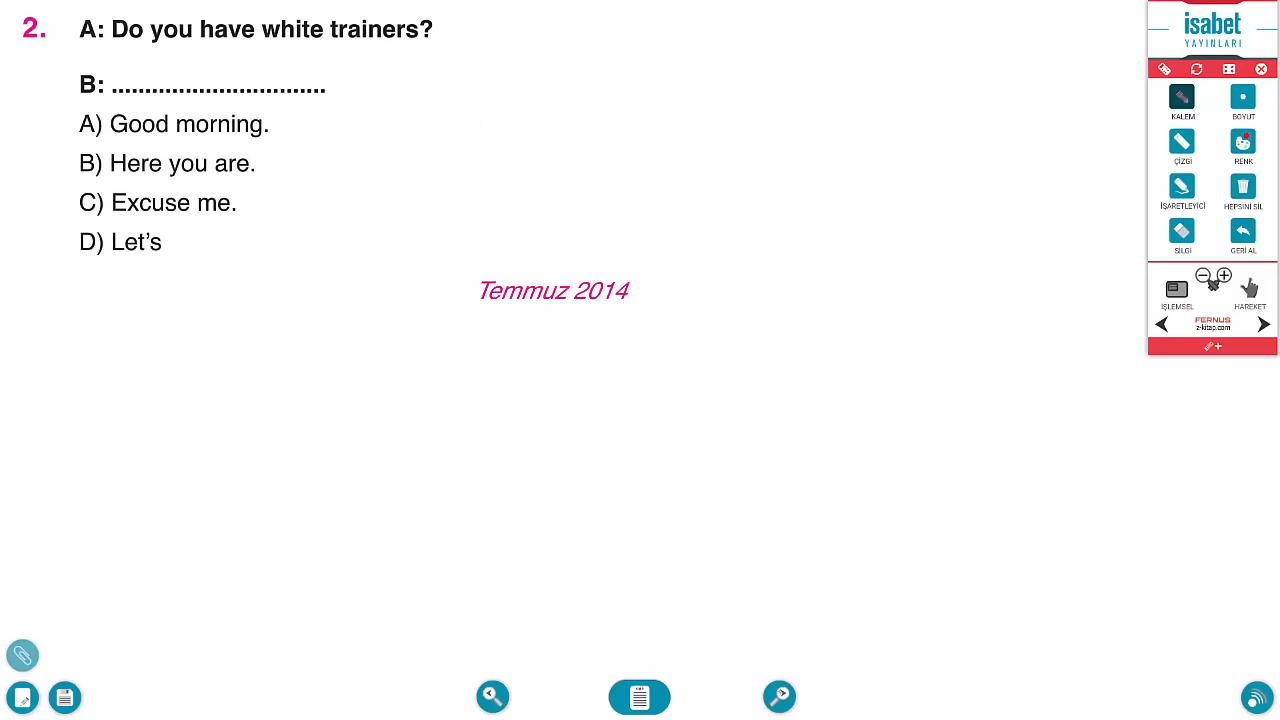 2. A: Do you have white trainers?
B: ................................
A) Good morning.
B) Here you are.
C) Excuse me.
D) Let's
Temmuz 2014
isabet
YAYINLARI
KALEM BOYUT
ÇİZGİ RENK
İŞARETLEYİCİ HEPSİNİ SİL
SİLGİ GERİ AL
İŞLEMSEL HAREKET
FERNUS
z-kitap.com